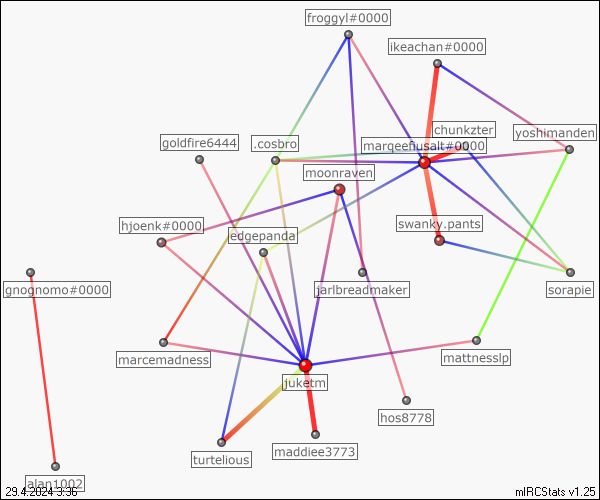 froggyl#0000
ikeachan#0000
chunkzter
yoshimanden
goldfire6444
.cosbro
marqeefiusalt#0000
moonraven
hjoenk#0000
edgepanda
swanky.pants
gnognomo#0000
jarlbreadmaker
sorapie
marcemadness
mattnesslp
juketm
hos8778
turtelious
maddiee3773
alan1002
29.4.2024 3:36
mIRCStats v1.25